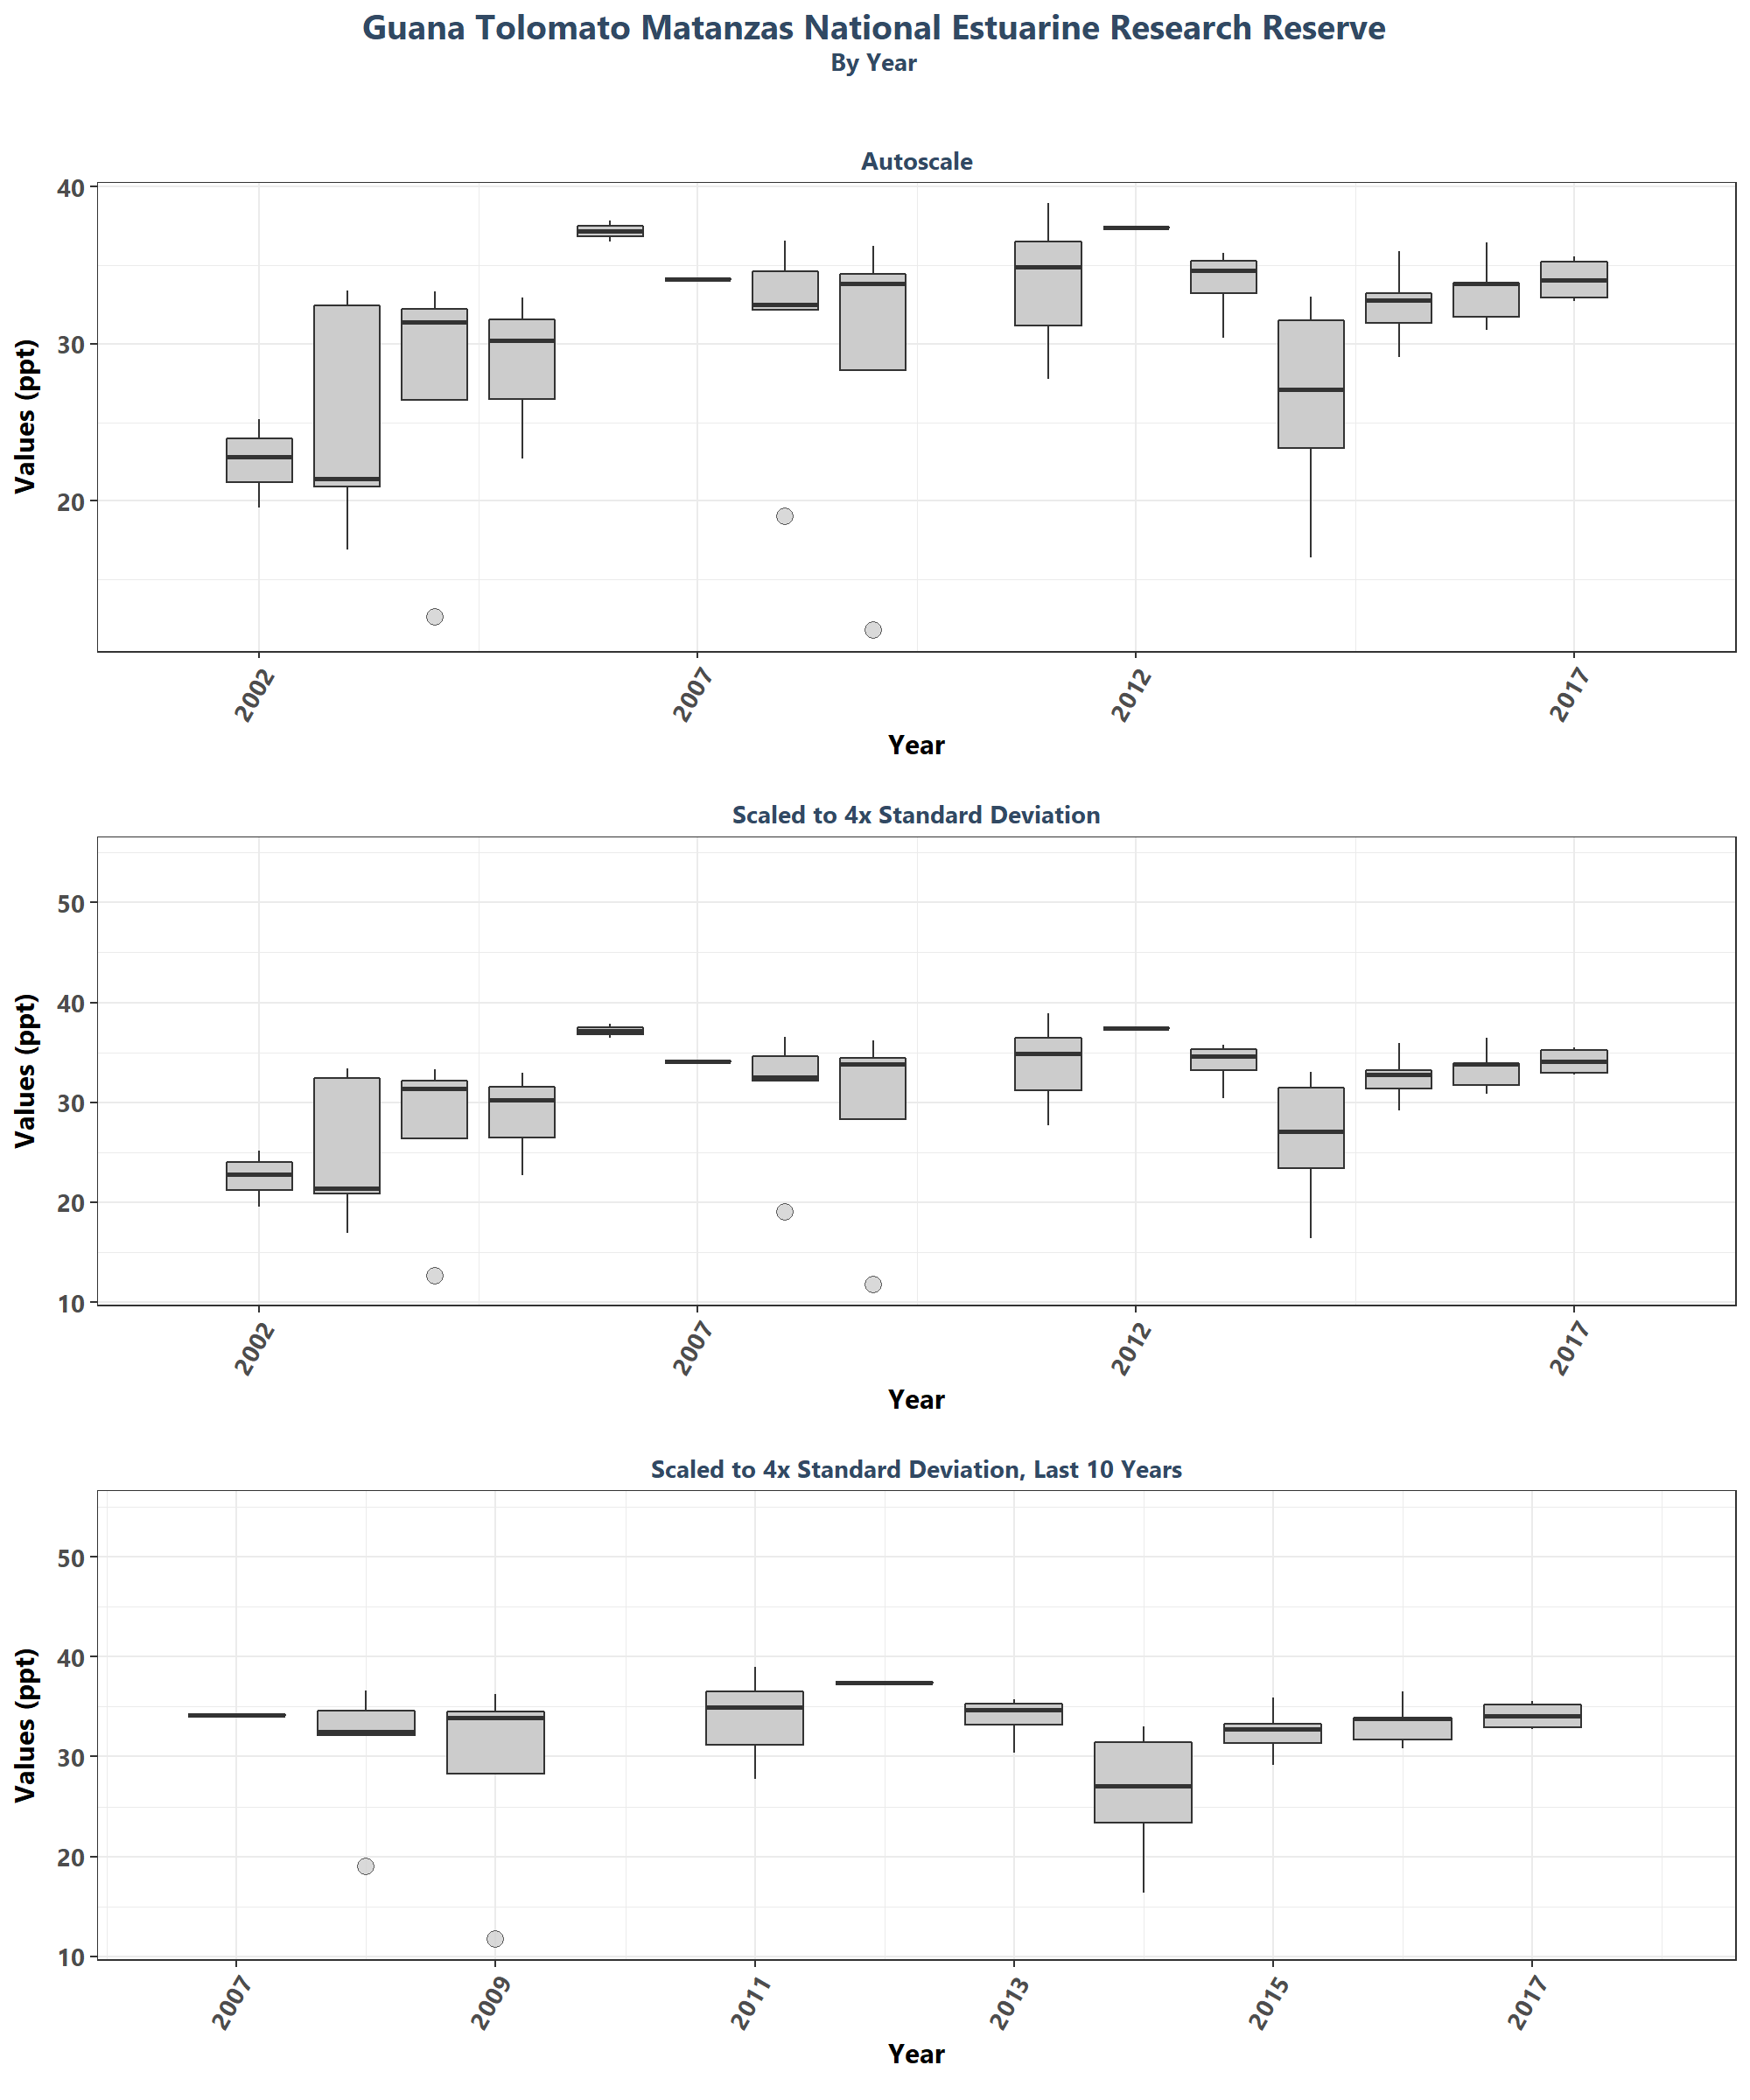 Guana Tolomato Matanzas National Estuarine Research Reserve
By Year
Autoscale
40
30
20
Values (ppt)
2002 2007 2012 2017
Year
Scaled to 4x Standard Deviation
50
40
30
20
10
Values (ppt)
2002 2007 2012 2017
Year
Scaled to 4x Standard Deviation, Last 10 Years
50
40
30
20
10
Values (ppt)
2007 2009 2011 2013 2015 2017
Year